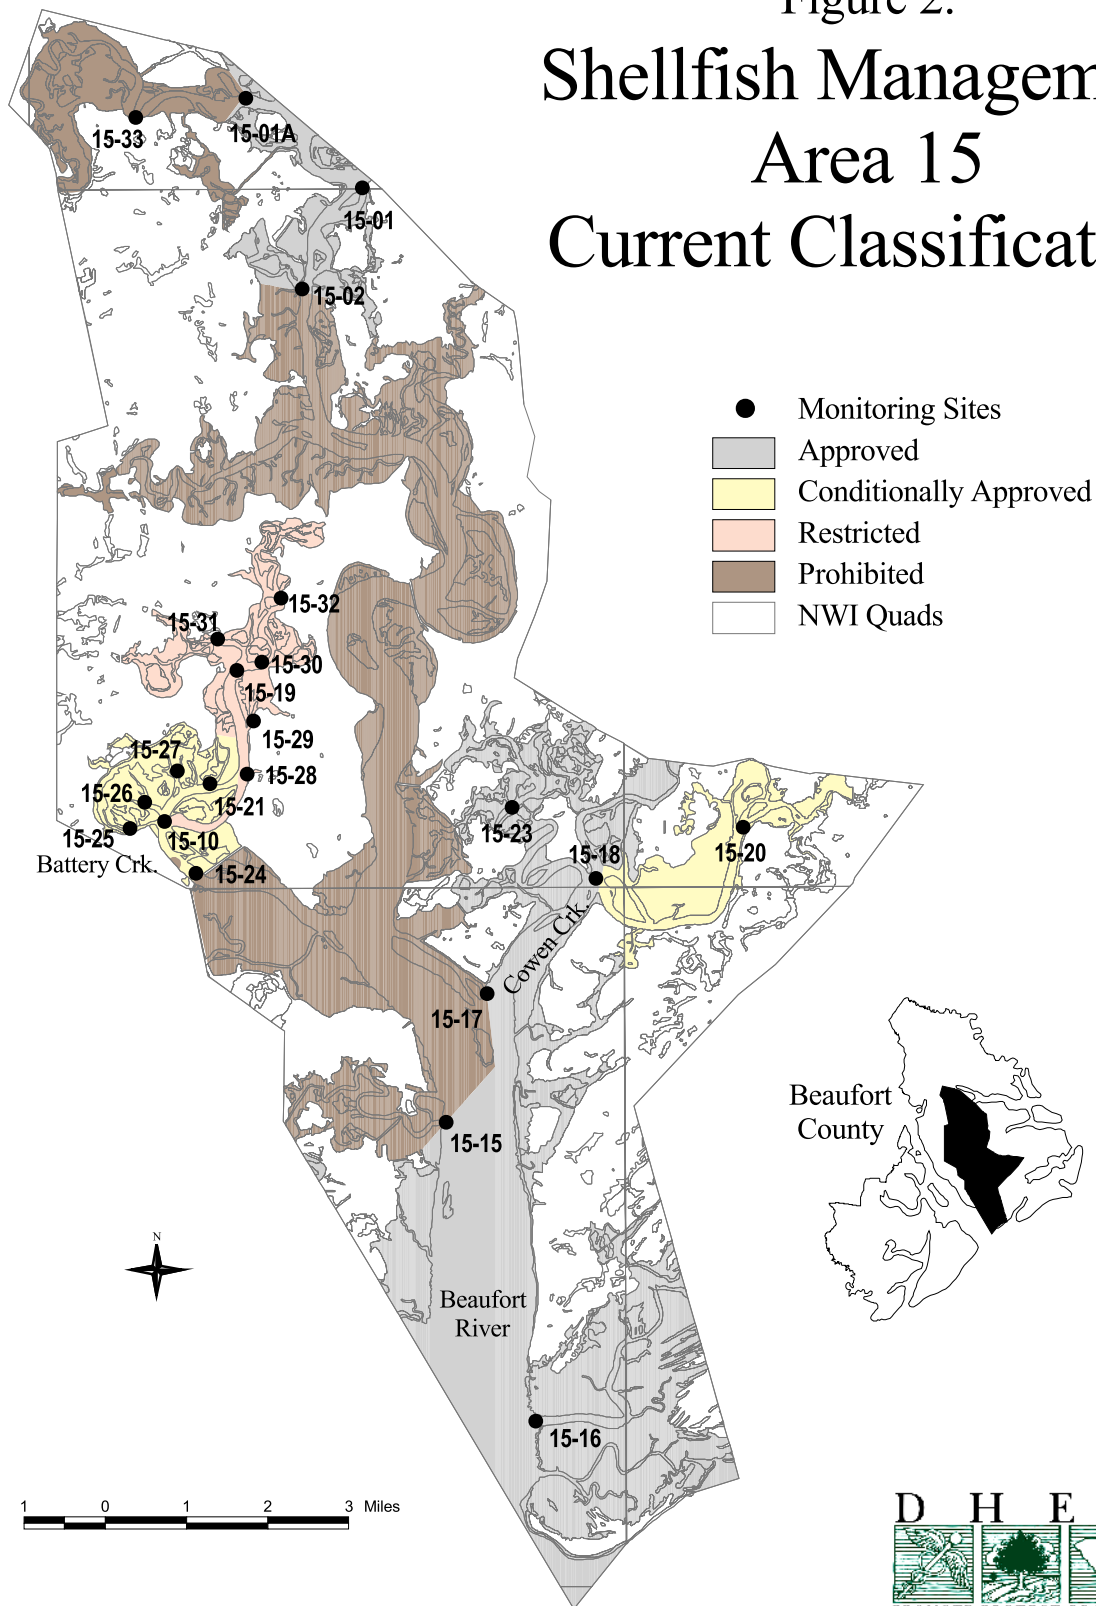 Figure 2.
Shellfish Managem
Area 15
Current Classificat
15-33
15-01A
15-01
15-02
Monitoring Sites
Approved
Conditionally Approved
Restricted
Prohibited
NWI Quads
15-32
15-31
15-30
15-19
15-29
15-27
15-28
15-26
15-21
15-25
15-10
Battery Crk.
15-24
15-23
15-18
15-20
Cowen Crk.
15-17
15-15
Beaufort
County
N
Beaufort
River
15-16
1 0 1 2 3 Miles
D H E